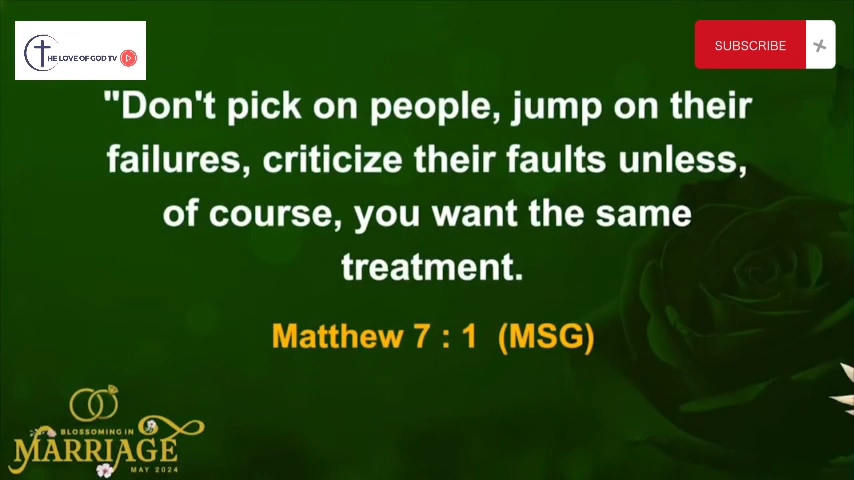 THE LOVE OF GOD TV
SUBSCRIBE
"Don't pick on people, jump on their
failures, criticize their faults unless,
of course, you want the same
treatment.
Matthew 7 : 1 (MSG)
BLOSSOMING IN
MARRIAGE
MAY 2024